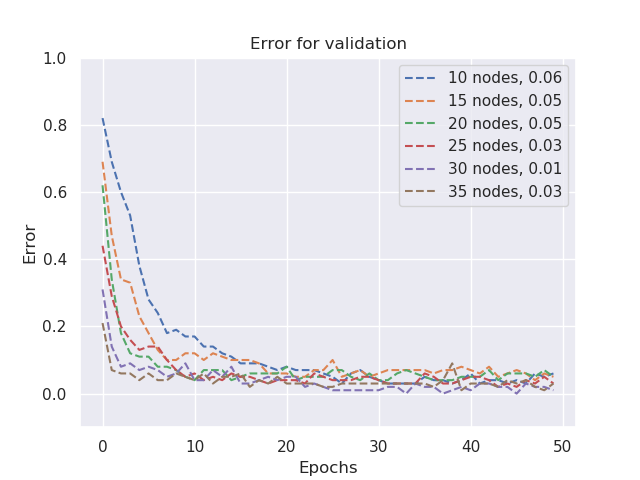 Error for validation
1.0
0.8
0.6
0.4
0.2
0.0
Error
10 nodes, 0.06
15 nodes, 0.05
20 nodes, 0.05
25 nodes, 0.03
30 nodes, 0.01
35 nodes, 0.03
0 10 20 30 40 50
Epochs